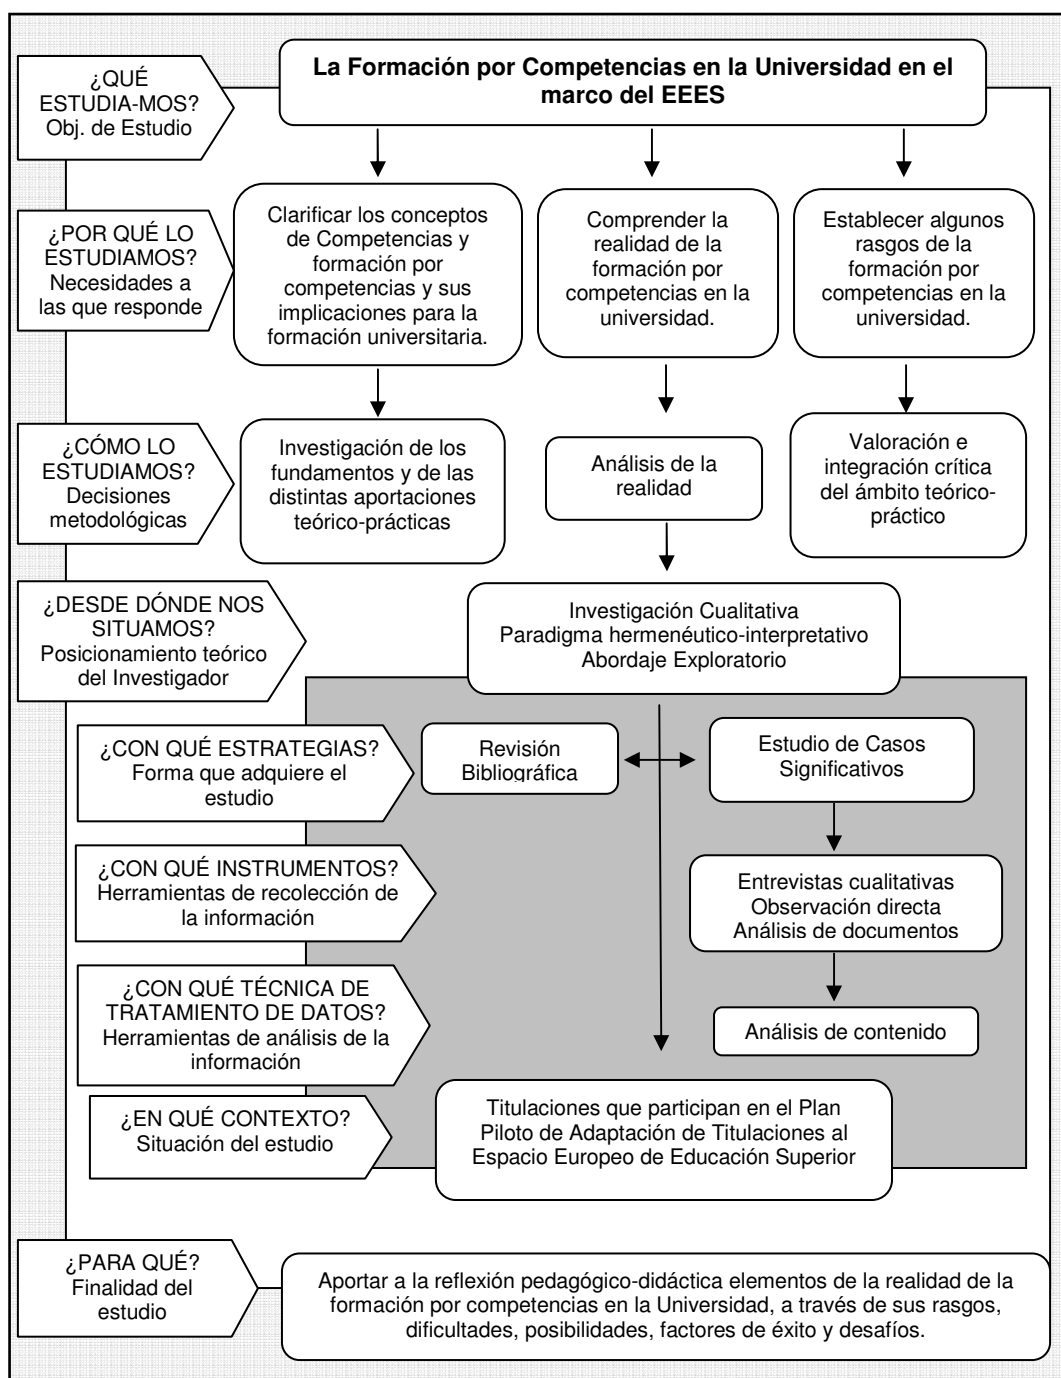 ¿QUÉ
ESTUDIA-MOS?
Obj. de Estudio
La Formación por Competencias en la Universidad en el
marco del EEES
¿POR QUÉ LO
ESTUDIAMOS?
Necesidades a
las que responde
Clarificar los conceptos
de Competencias y
formación por
competencias y sus
implicaciones para la
formación universitaria.
Comprender la
realidad de la
formación por
competencias en la
universidad.
Establecer algunos
rasgos de la
formación por
competencias en la
universidad.
¿CÓMO LO
ESTUDIAMOS?
Decisiones
metodológicas
Investigación de los
fundamentos y de las
distintas aportaciones
teórico-prácticas
Análisis de la
realidad
Valoración e
integración crítica
del ámbito teórico-
práctico
¿DESDE DÓNDE NOS
SITUAMOS?
Posicionamiento teórico
del Investigador
Investigación Cualitativa
Paradigma hermenéutico-interpretativo
Abordaje Exploratorio
¿CON QUÉ ESTRATEGIAS?
Forma que adquiere el
estudio
Revisión
Bibliográfica
Estudio de Casos
Significativos
¿CON QUÉ INSTRUMENTOS?
Herramientas de recolección de
la información
Entrevistas cualitativas
Observación directa
Análisis de documentos
¿CON QUÉ TÉCNICA DE
TRATAMIENTO DE DATOS?
Herramientas de análisis de la
información
Análisis de contenido
¿EN QUÉ CONTEXTO?
Situación del estudio
Titulaciones que participan en el Plan
Piloto de Adaptación de Titulaciones al
Espacio Europeo de Educación Superior
¿PARA QUÉ?
Finalidad del
estudio
Aportar a la reflexión pedagógico-didáctica elementos de la realidad de la
formación por competencias en la Universidad, a través de sus rasgos,
dificultades, posibilidades, factores de éxito y desafíos.